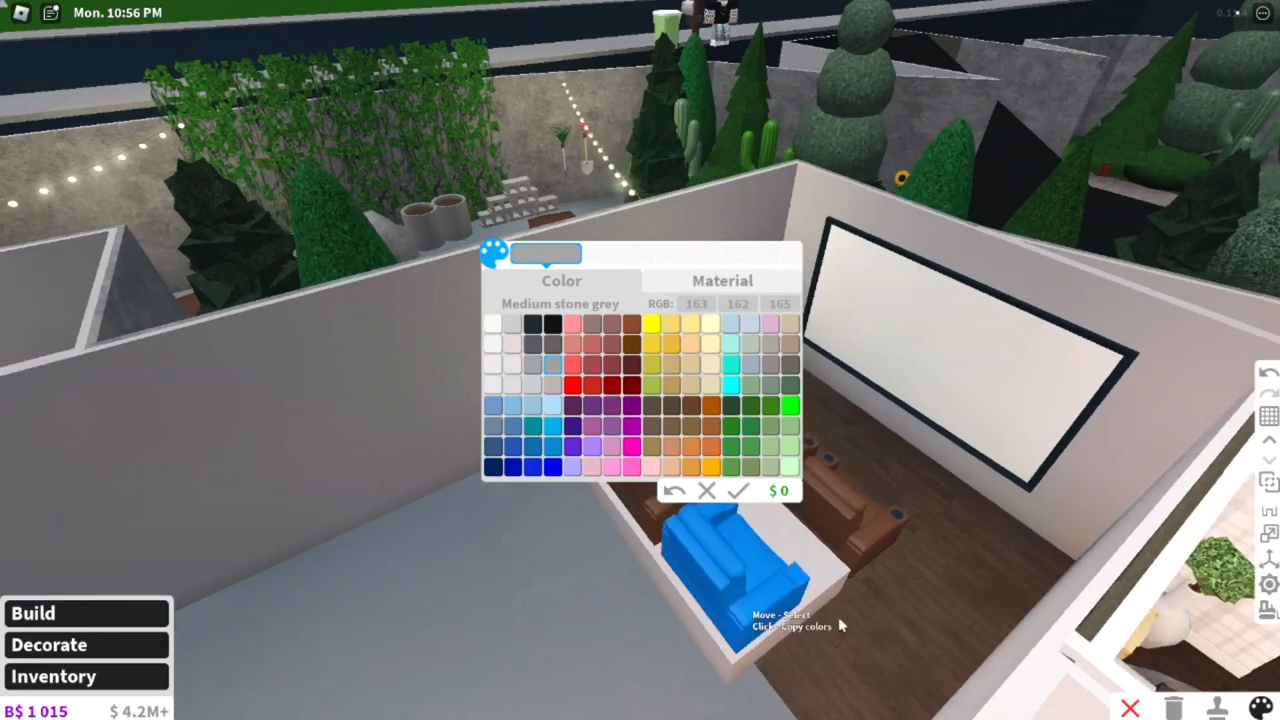 Mon. 10:56 PM
Color
Material
Medium stone grey
RGB: 163 162 165
$ 0
Move - Select
Click - Copy colors
Build
Decorate
Inventory
B$ 1 015
$ 4.2M+